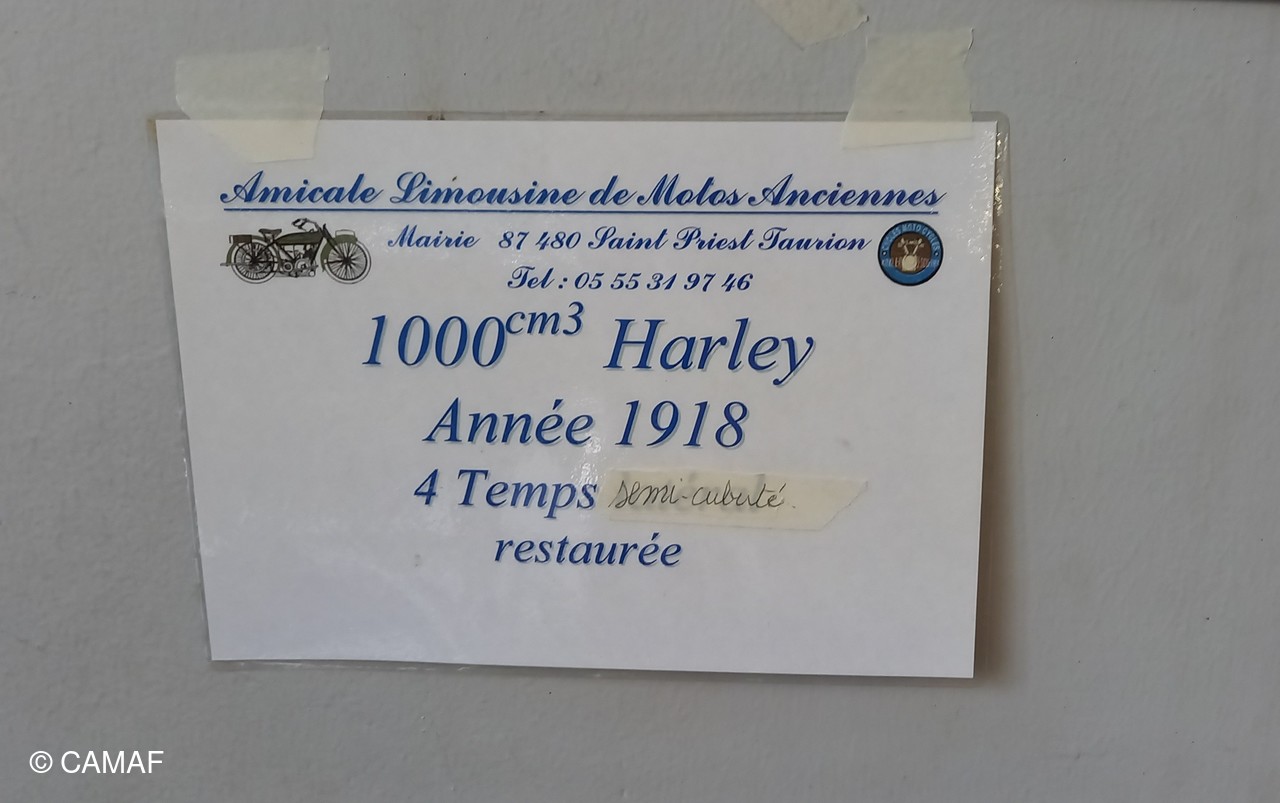 Amicale Limousine de Motos Anciennes
Mairie 87 480 Saint Priest Taurion
Tel : 05 55 31 97 46
1000cm3 Harley
Année 1918
4 Temps semi-culbuté.
restaurée
© CAMAF